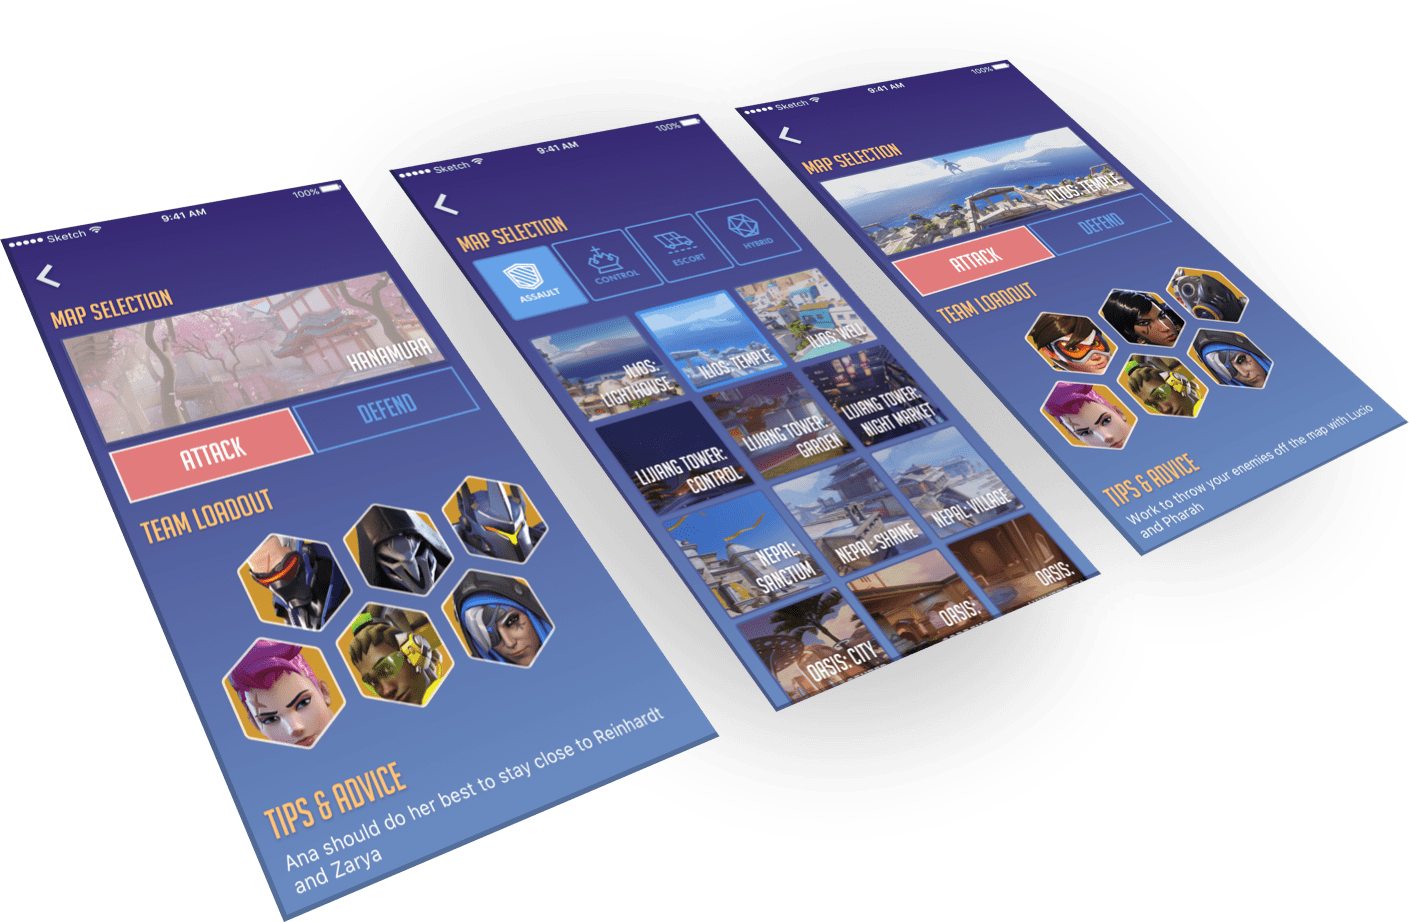 Sketch 9:41 AM 100%
MAP SELECTION
HANAMURA
ATTACK DEFEND
TEAM LOADOUT
TIPS & ADVICE
Ana should do her best to stay close to Reinhardt
and Zarya
Sketch 9:41 AM 100%
MAP SELECTION
ASSAULT CONTROL ESCORT HYBRID
ILIOS:
LIGHTHOUSE
ILIOS: TEMPLE
ILIOS: WELL
LIJIANG TOWER:
CONTROL
LIJIANG TOWER:
GARDEN
LIJIANG TOWER:
NIGHT MARKET
NEPAL:
SANCTUM
NEPAL: SHRINE
NEPAL: VILLAGE
OASIS: CITY
OASIS:
OASIS:
Sketch 9:41 AM 100%
MAP SELECTION
ILIOS: TEMPLE
ATTACK DEFEND
TEAM LOADOUT
TIPS & ADVICE
Work to throw your enemies off the map with Lucio
and Pharah